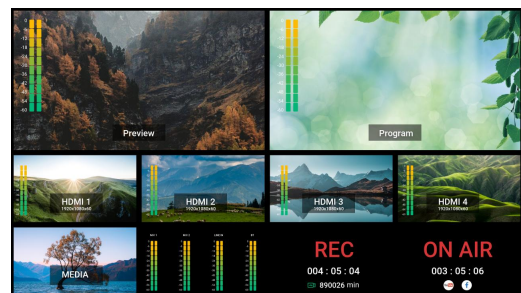 Preview
Program
HDMI 1
1920x1080x60
HDMI 2
1920x1080x60
HDMI 3
1920x1080x60
HDMI 4
1920x1080x60
MEDIA
REC
004 : 05 : 04
890026 min
ON AIR
003 : 05 : 06